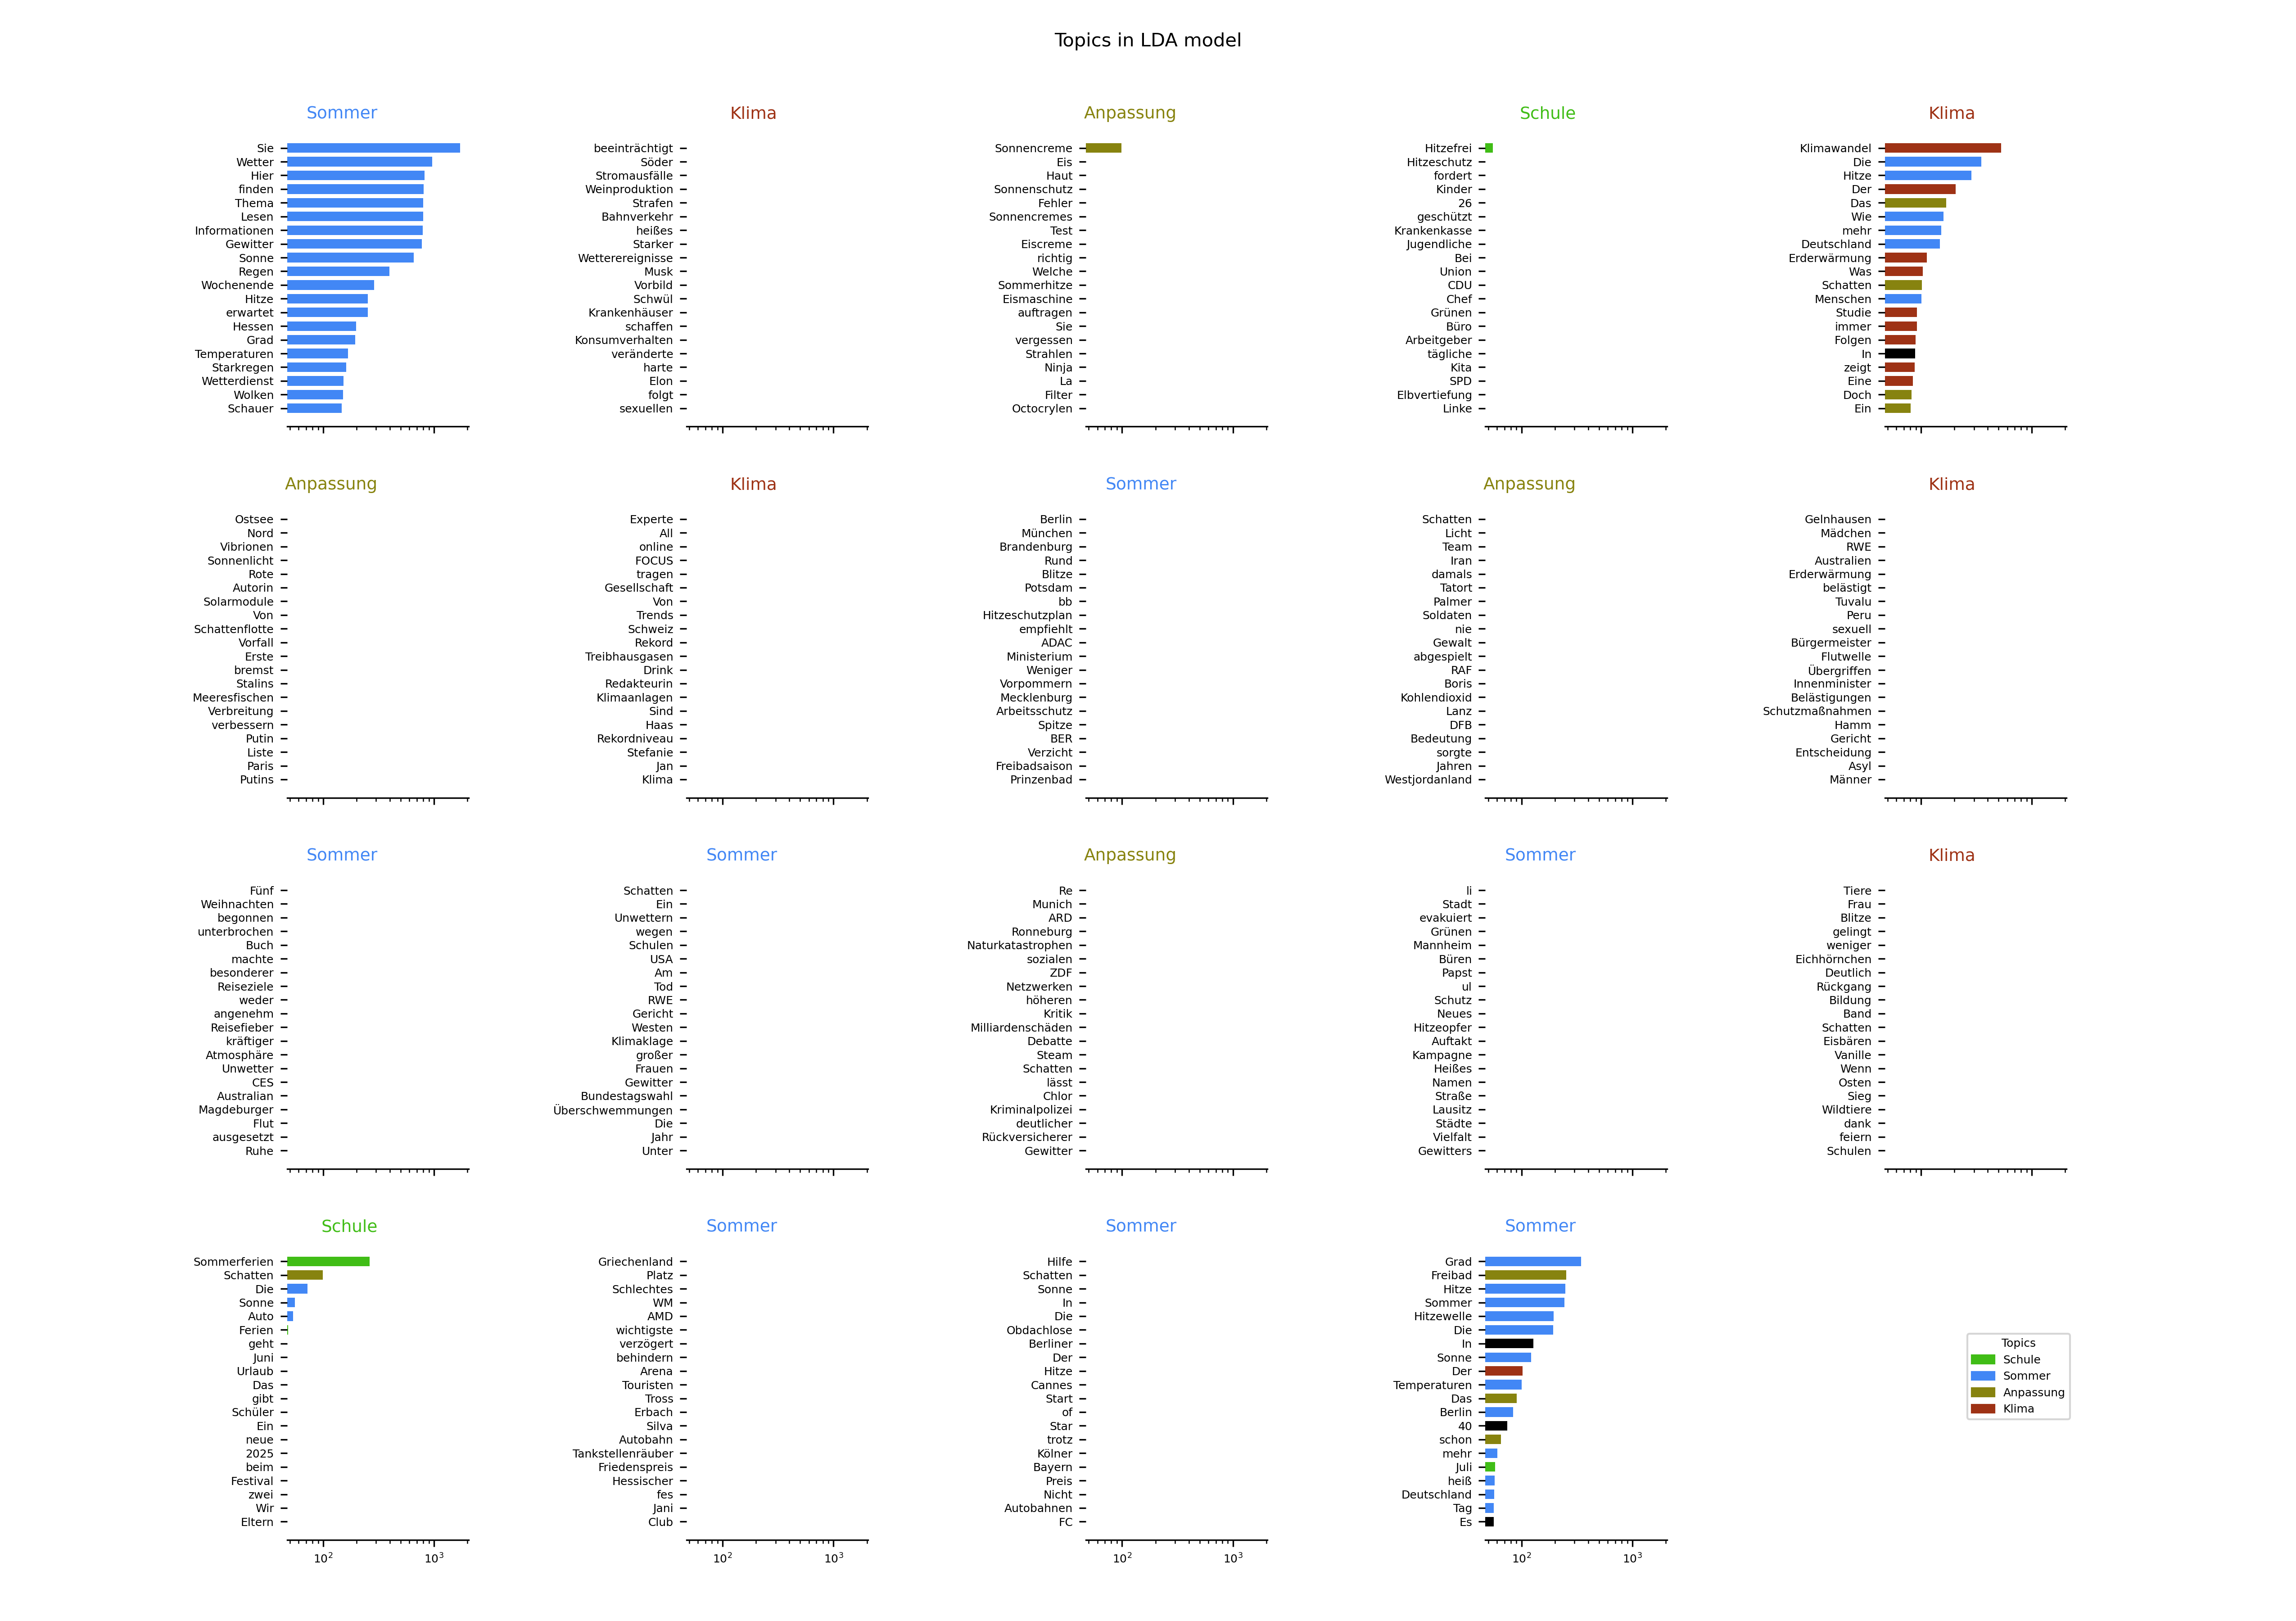 Topics in LDA model
Sommer
Sie
Wetter
Hier
finden
Thema
Lesen
Informationen
Gewitter
Sonne
Regen
Wochenende
Hitze
erwartet
Hessen
Grad
Temperaturen
Starkregen
Wetterdienst
Wolken
Schauer
Klima
beeinträchtigt
Söder
Stromausfälle
Weinproduktion
Strafen
Bahnverkehr
heißes
Starker
Wetterereignisse
Musk
Vorbild
Schwül
Krankenhäuser
schaffen
Konsumverhalten
veränderte
harte
Elon
folgt
sexuellen
Anpassung
Sonnencreme
Eis
Haut
Sonnenschutz
Fehler
Sonnencremes
Test
Eiscreme
richtig
Welche
Sommerhitze
Eismaschine
auftragen
Sie
vergessen
Strahlen
Ninja
La
Filter
Octocrylen
Schule
Hitzefrei
Hitzeschutz
fordert
Kinder
26
geschützt
Krankenkasse
Jugendliche
Bei
Union
CDU
Chef
Grünen
Büro
Arbeitgeber
tägliche
Kita
SPD
Elbvertiefung
Linke
Klima
Klimawandel
Die
Hitze
Der
Das
Wie
mehr
Deutschland
Erderwärmung
Was
Schatten
Menschen
Studie
immer
Folgen
In
zeigt
Eine
Doch
Ein
Anpassung
Ostsee
Nord
Vibrionen
Sonnenlicht
Rote
Autorin
Solarmodule
Von
Schattenflotte
Vorfall
Erste
bremst
Stalins
Meeresfischen
Verbreitung
verbessern
Putin
Liste
Paris
Putins
Klima
Experte
All
online
FOCUS
tragen
Gesellschaft
Von
Trends
Schweiz
Rekord
Treibhausgasen
Drink
Redakteurin
Klimaanlagen
Sind
Haas
Rekordniveau
Stefanie
Jan
Klima
Sommer
Berlin
München
Brandenburg
Rund
Blitze
Potsdam
bb
Hitzeschutzplan
empfiehlt
ADAC
Ministerium
Weniger
Vorpommern
Mecklenburg
Arbeitsschutz
Spitze
BER
Verzicht
Freibadsaison
Prinzenbad
Anpassung
Schatten
Licht
Team
Iran
damals
Tatort
Palmer
Soldaten
nie
Gewalt
abgespielt
RAF
Boris
Kohlendioxid
Lanz
DFB
Bedeutung
sorgte
Jahren
Westjordanland
Klima
Gelnhausen
Mädchen
RWE
Australien
Erderwärmung
belästigt
Tuvalu
Peru
sexuell
Bürgermeister
Flutwelle
Übergriffen
Innenminister
Belästigungen
Schutzmaßnahmen
Hamm
Gericht
Entscheidung
Asyl
Männer
Sommer
Fünf
Weihnachten
begonnen
unterbrochen
Buch
machte
besonderer
Reiseziele
weder
angenehm
Reisefieber
kräftiger
Atmosphäre
Unwetter
CES
Australian
Magdeburger
Flut
ausgesetzt
Ruhe
Sommer
Schatten
Ein
Unwettern
wegen
Schulen
USA
Am
Tod
RWE
Gericht
Westen
Klimaklage
großer
Frauen
Gewitter
Bundestagswahl
Überschwemmungen
Die
Jahr
Unter
Anpassung
Re
Munich
ARD
Ronneburg
Naturkatastrophen
sozialen
ZDF
Netzwerken
höheren
Kritik
Milliardenschäden
Debatte
Steam
Schatten
lässt
Chlor
Kriminalpolizei
deutlicher
Rückversicherer
Gewitter
Sommer
li
Stadt
evakuiert
Grünen
Mannheim
Büren
Papst
ul
Schutz
Neues
Hitzeopfer
Auftakt
Kampagne
Heißes
Namen
Straße
Lausitz
Städte
Vielfalt
Gewitters
Klima
Tiere
Frau
Blitze
gelingt
weniger
Eichhörnchen
Deutlich
Rückgang
Bildung
Band
Schatten
Eisbären
Vanille
Wenn
Osten
Sieg
Wildtiere
dank
feiern
Schulen
Schule
Sommerferien
Schatten
Die
Sonne
Auto
Ferien
geht
Juni
Urlaub
Das
gibt
Schüler
Ein
neue
2025
beim
Festival
zwei
Wir
Eltern
10² 10³
Sommer
Griechenland
Platz
Schlechtes
WM
AMD
wichtigste
verzögert
behindern
Arena
Touristen
Tross
Erbach
Silva
Autobahn
Tankstellenräuber
Friedenspreis
Hessischer
fes
Jani
Club
10² 10³
Sommer
Hilfe
Schatten
Sonne
In
Die
Obdachlose
Berliner
Der
Hitze
Cannes
Start
of
Star
trotz
Kölner
Bayern
Preis
Nicht
Autobahnen
FC
10² 10³
Sommer
Grad
Freibad
Hitze
Sommer
Hitzewelle
Die
In
Sonne
Der
Temperaturen
Das
Berlin
40
schon
mehr
Juli
heiß
Deutschland
Tag
Es
10² 10³
Topics
Schule
Sommer
Anpassung
Klima